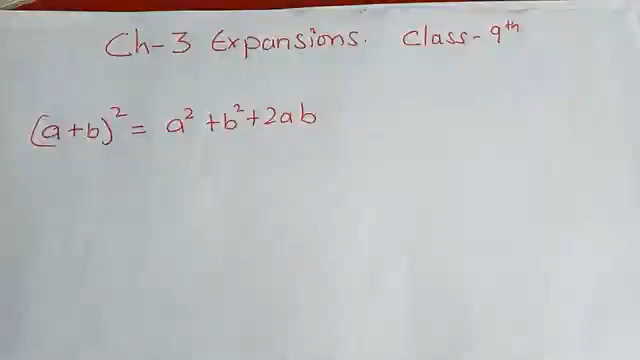 Ch-3 Expansions. Class-9th
(a+b)² = a² + b² + 2ab